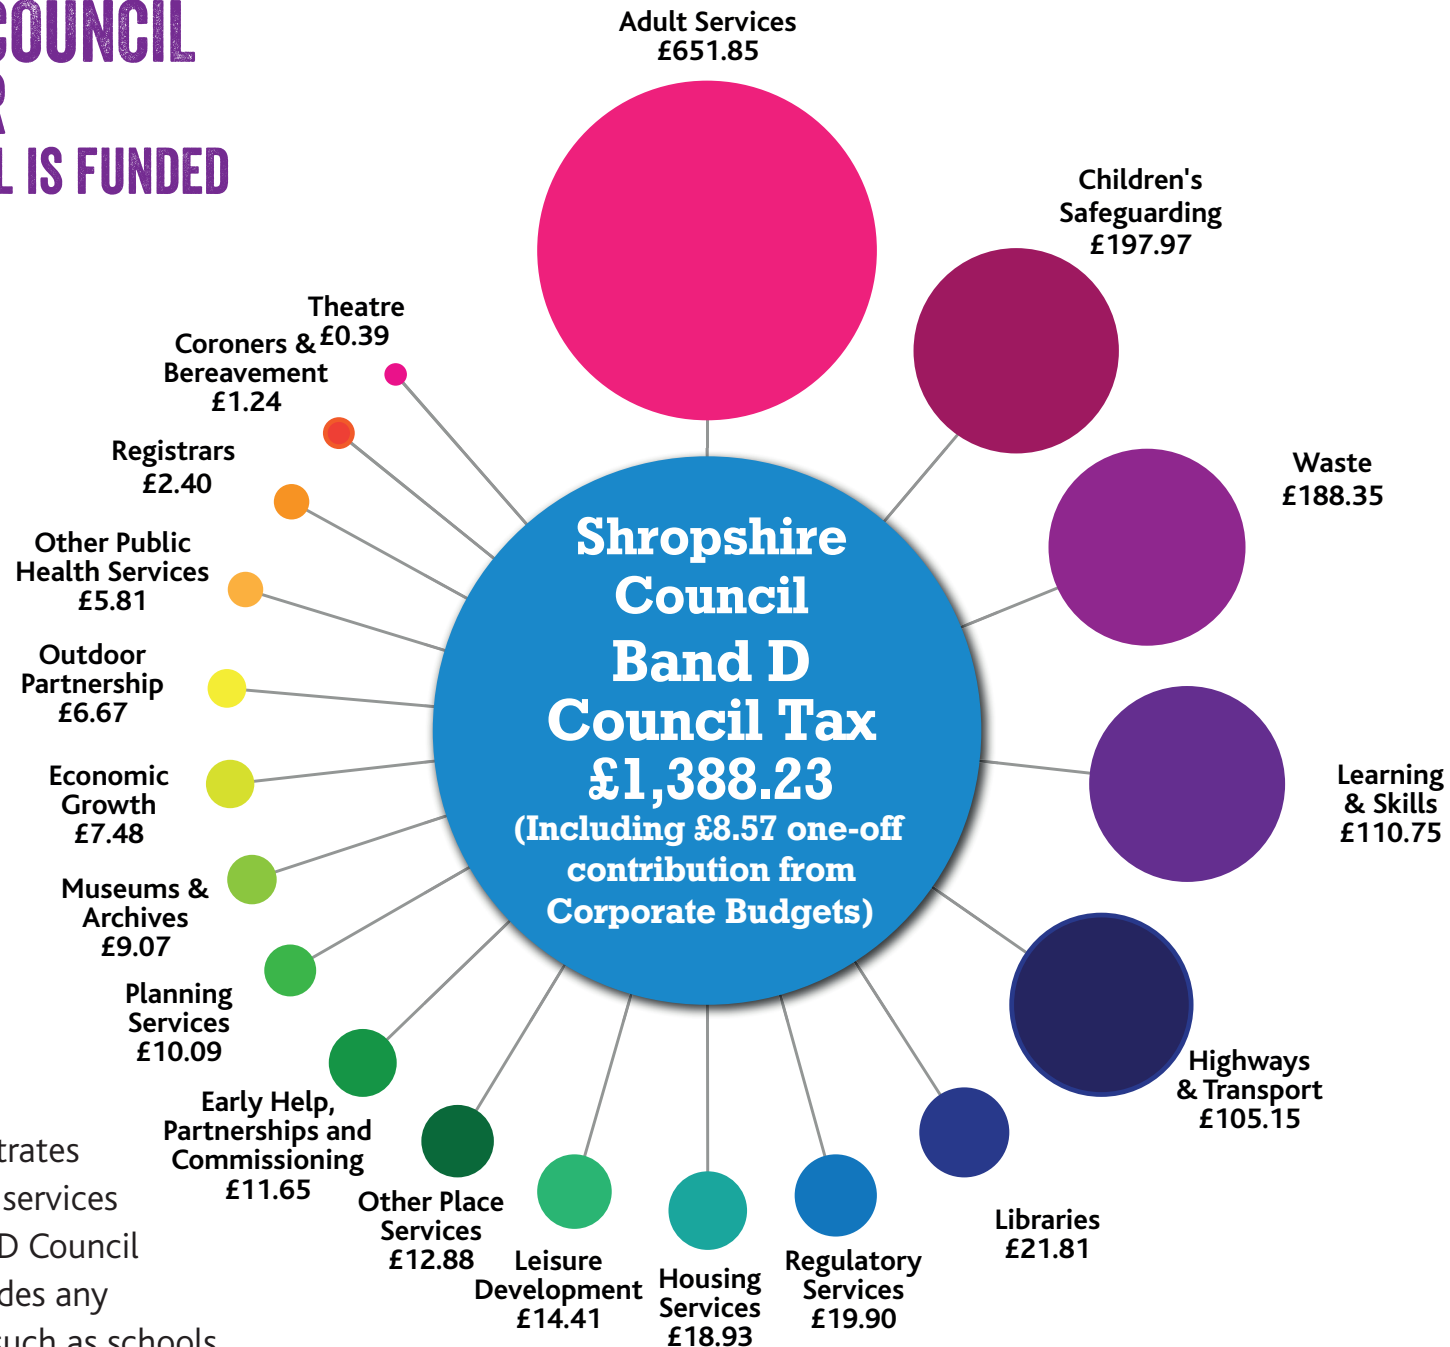 COUNCIL
R
L IS FUNDED
Adult Services
£651.85
Children's
Safeguarding
£197.97
Waste
£188.35
Learning
& Skills
£110.75
Highways
& Transport
£105.15
Libraries
£21.81
Regulatory
Services
£19.90
Housing
Services
£18.93
Leisure
Development
£14.41
Other Place
Services
£12.88
Early Help,
Partnerships and
Commissioning
£11.65
Planning
Services
£10.09
Museums &
Archives
£9.07
Economic
Growth
£7.48
Outdoor
Partnership
£6.67
Other Public
Health Services
£5.81
Registrars
£2.40
Coroners &
Bereavement
£1.24
Theatre
£0.39
Shropshire
Council
Band D
Council Tax
£1,388.23
(Including £8.57 one-off
contribution from
Corporate Budgets)
trates
services
D Council
des any
such as schools